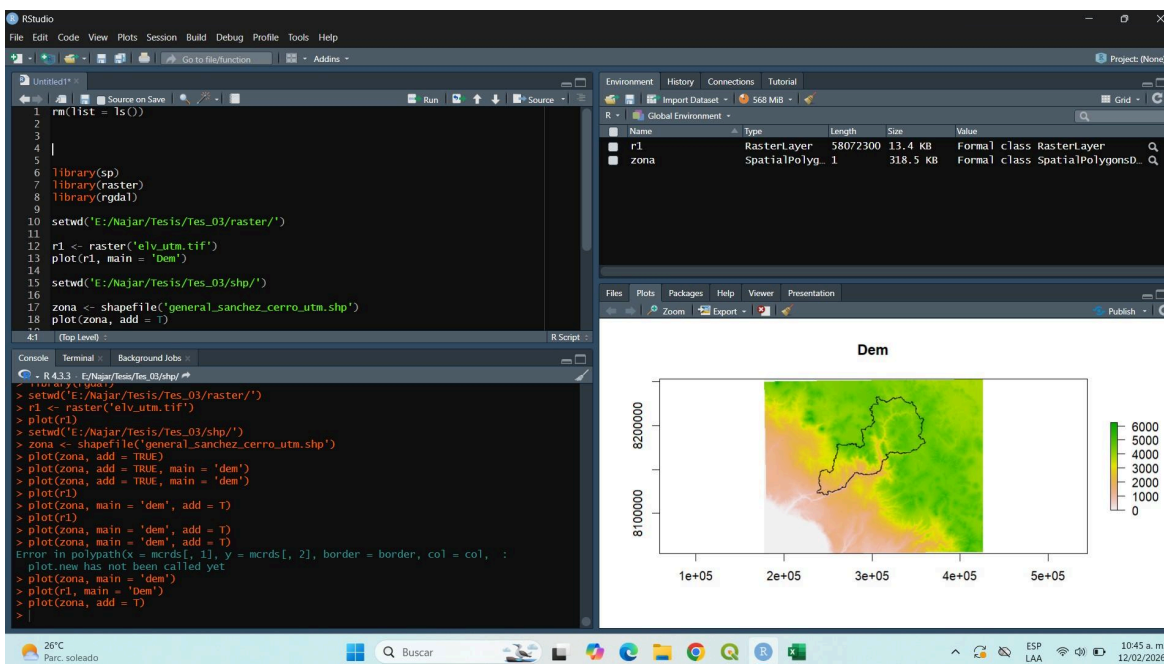 RStudio
File Edit Code View Plots Session Build Debug Profile Tools Help
Go to file/function
Addins
Project: (None)
Untitled1*
Source on Save
Run
Source
1 rm(list = ls())
2
3
4
5
6 library(sp)
7 library(raster)
8 library(rgdal)
9
10 setwd('E:/Najar/Tesis/Tes_03/raster/')
11
12 r1 <- raster('elv_utm.tif')
13 plot(r1, main = 'Dem')
14
15 setwd('E:/Najar/Tesis/Tes_03/shp/')
16
17 zona <- shapefile('general_sanchez_cerro_utm.shp')
18 plot(zona, add = T)
4:1 (Top Level) R Script
Console Terminal Background Jobs
R 4.3.3 · E:/Najar/Tesis/Tes_03/shp/
> library(rgdal)
> setwd('E:/Najar/Tesis/Tes_03/raster/')
> r1 <- raster('elv_utm.tif')
> plot(r1)
> setwd('E:/Najar/Tesis/Tes_03/shp/')
> zona <- shapefile('general_sanchez_cerro_utm.shp')
> plot(zona, add = TRUE)
> plot(zona, add = TRUE, main = 'dem')
> plot(zona, add = TRUE, main = 'dem')
> plot(r1)
> plot(zona, main = 'dem', add = T)
> plot(r1)
> plot(zona, main = 'dem', add = T)
> plot(zona, main = 'dem', add = T)
Error in polypath(x = mcrds[, 1], y = mcrds[, 2], border = border, col = col, :
plot.new has not been called yet
> plot(zona, main = 'dem')
> plot(r1, main = 'Dem')
> plot(zona, add = T)
>
Environment History Connections Tutorial
Import Dataset 568 MiB Grid
R Global Environment
Name Type Length Size Value
r1 RasterLayer 58072300 13.4 KB Formal class RasterLayer
zona SpatialPolyg… 1 318.5 KB Formal class SpatialPolygonsD…
Files Plots Packages Help Viewer Presentation
Zoom Export Publish
Dem
8200000
8100000
1e+05 2e+05 3e+05 4e+05 5e+05
6000
5000
4000
3000
2000
1000
0
26°C
Parc. soleado
Buscar
ESP
LAA
10:45 a. m.
12/02/2026